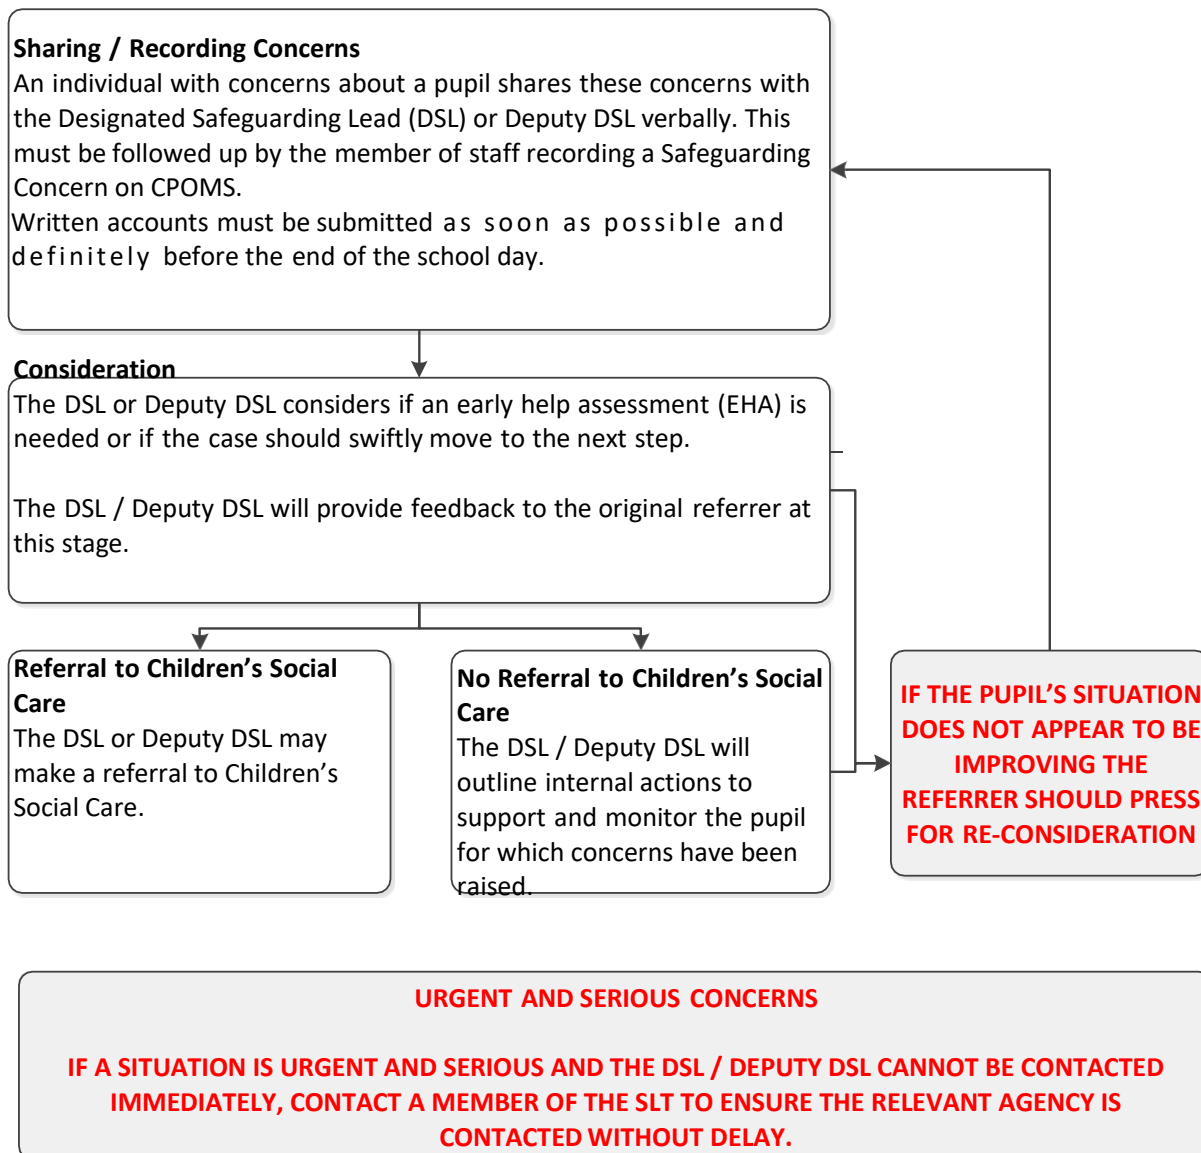 Sharing / Recording Concerns
An individual with concerns about a pupil shares these concerns with
the Designated Safeguarding Lead (DSL) or Deputy DSL verbally. This
must be followed up by the member of staff recording a Safeguarding
Concern on CPOMS.
Written accounts must be submitted as soon as possible and
definitely before the end of the school day.
Consideration
The DSL or Deputy DSL considers if an early help assessment (EHA) is
needed or if the case should swiftly move to the next step.
The DSL / Deputy DSL will provide feedback to the original referrer at
this stage.
Referral to Children’s Social
Care
The DSL or Deputy DSL may
make a referral to Children’s
Social Care.
No Referral to Children’s Social
Care
The DSL / Deputy DSL will
outline internal actions to
support and monitor the pupil
for which concerns have been
raised.
IF THE PUPIL’S SITUATION
DOES NOT APPEAR TO BE
IMPROVING THE
REFERRER SHOULD PRESS
FOR RE-CONSIDERATION
URGENT AND SERIOUS CONCERNS
IF A SITUATION IS URGENT AND SERIOUS AND THE DSL / DEPUTY DSL CANNOT BE CONTACTED
IMMEDIATELY, CONTACT A MEMBER OF THE SLT TO ENSURE THE RELEVANT AGENCY IS
CONTACTED WITHOUT DELAY.